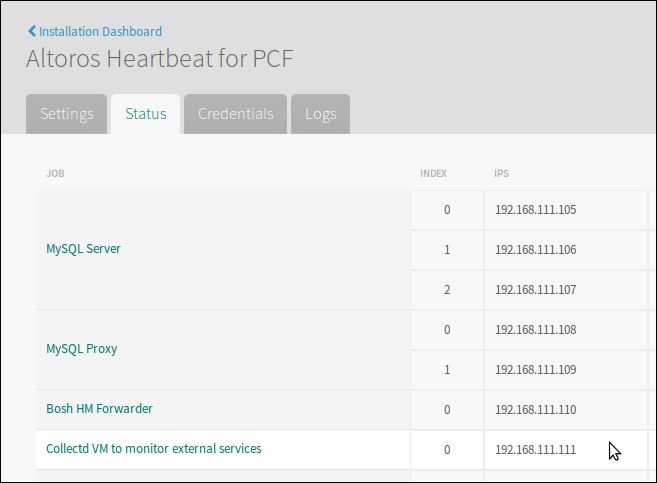 Installation Dashboard
Altoros Heartbeat for PCF
Settings Status Credentials Logs
JOB INDEX IPS
MySQL Server
0 192.168.111.105
1 192.168.111.106
2 192.168.111.107
MySQL Proxy
0 192.168.111.108
1 192.168.111.109
Bosh HM Forwarder 0 192.168.111.110
Collectd VM to monitor external services 0 192.168.111.111